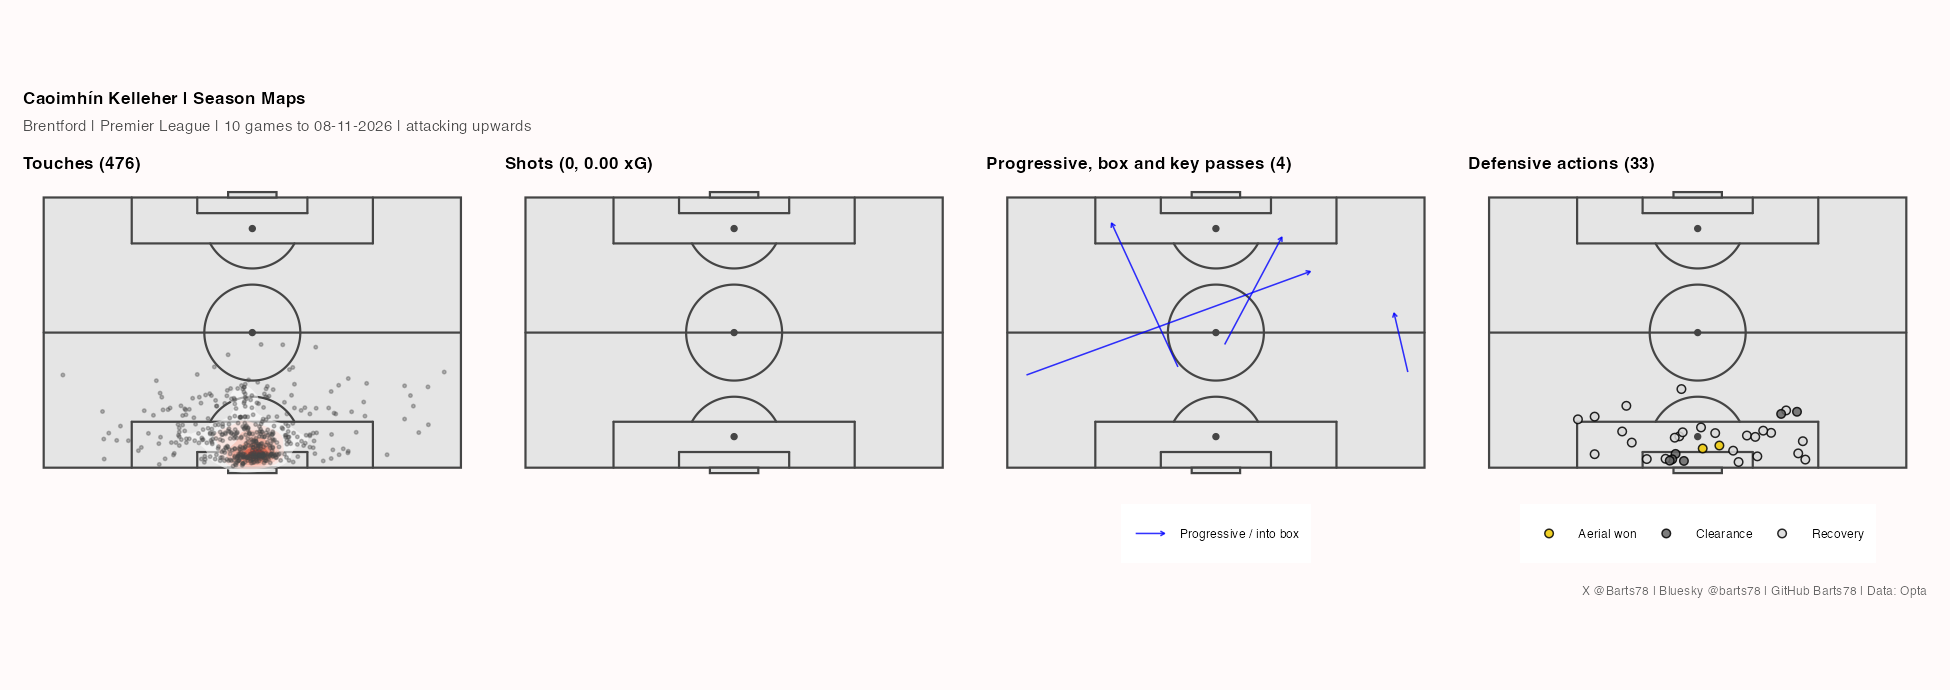 Caoimhín Kelleher | Season Maps
Brentford | Premier League | 10 games to 08-11-2026 | attacking upwards
Touches (476)
Shots (0, 0.00 xG)
Progressive, box and key passes (4)
Defensive actions (33)
Progressive / into box
Aerial won
Clearance
Recovery
X @Barts78 | Bluesky @barts78 | GitHub Barts78 | Data: Opta